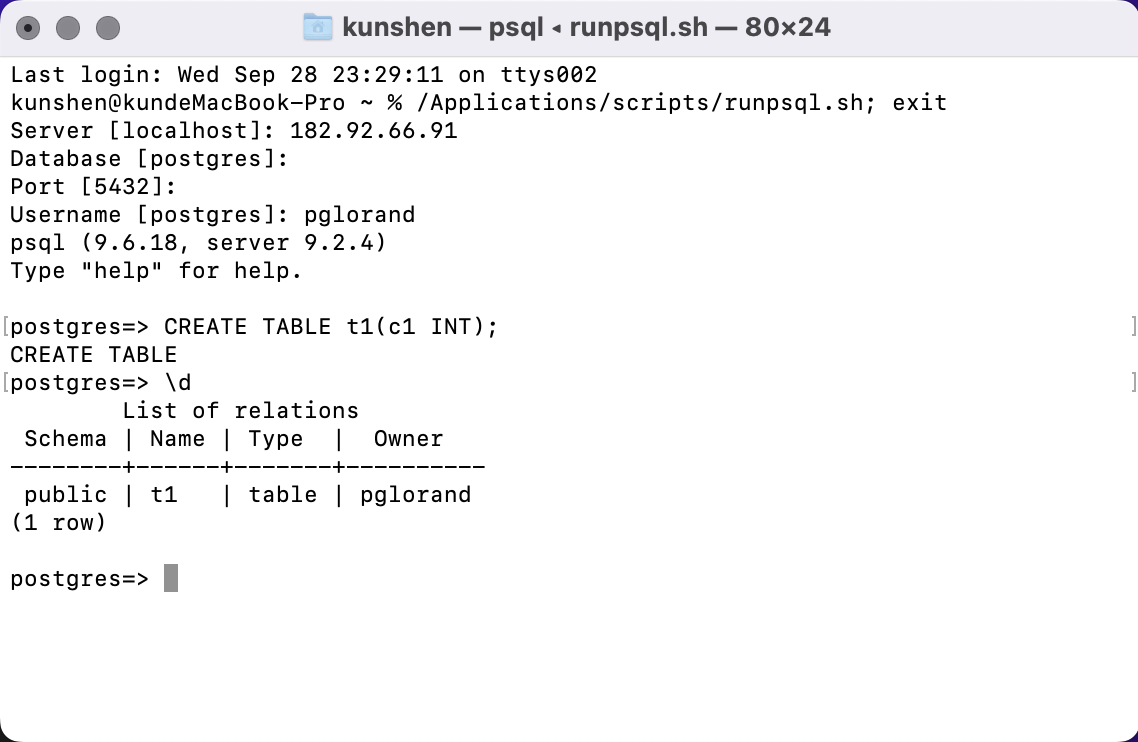 kunshen — psql ◂ runpsql.sh — 80×24
Last login: Wed Sep 28 23:29:11 on ttys002
kunshen@kundeMacBook-Pro ~ % /Applications/scripts/runpsql.sh; exit
Server [localhost]: 182.92.66.91
Database [postgres]:
Port [5432]:
Username [postgres]: pglorand
psql (9.6.18, server 9.2.4)
Type "help" for help.

[postgres=> CREATE TABLE t1(c1 INT);                                            ]
CREATE TABLE
[postgres=> \d                                                                  ]
        List of relations
 Schema | Name | Type  |  Owner
--------+------+-------+----------
 public | t1   | table | pglorand
(1 row)

postgres=>